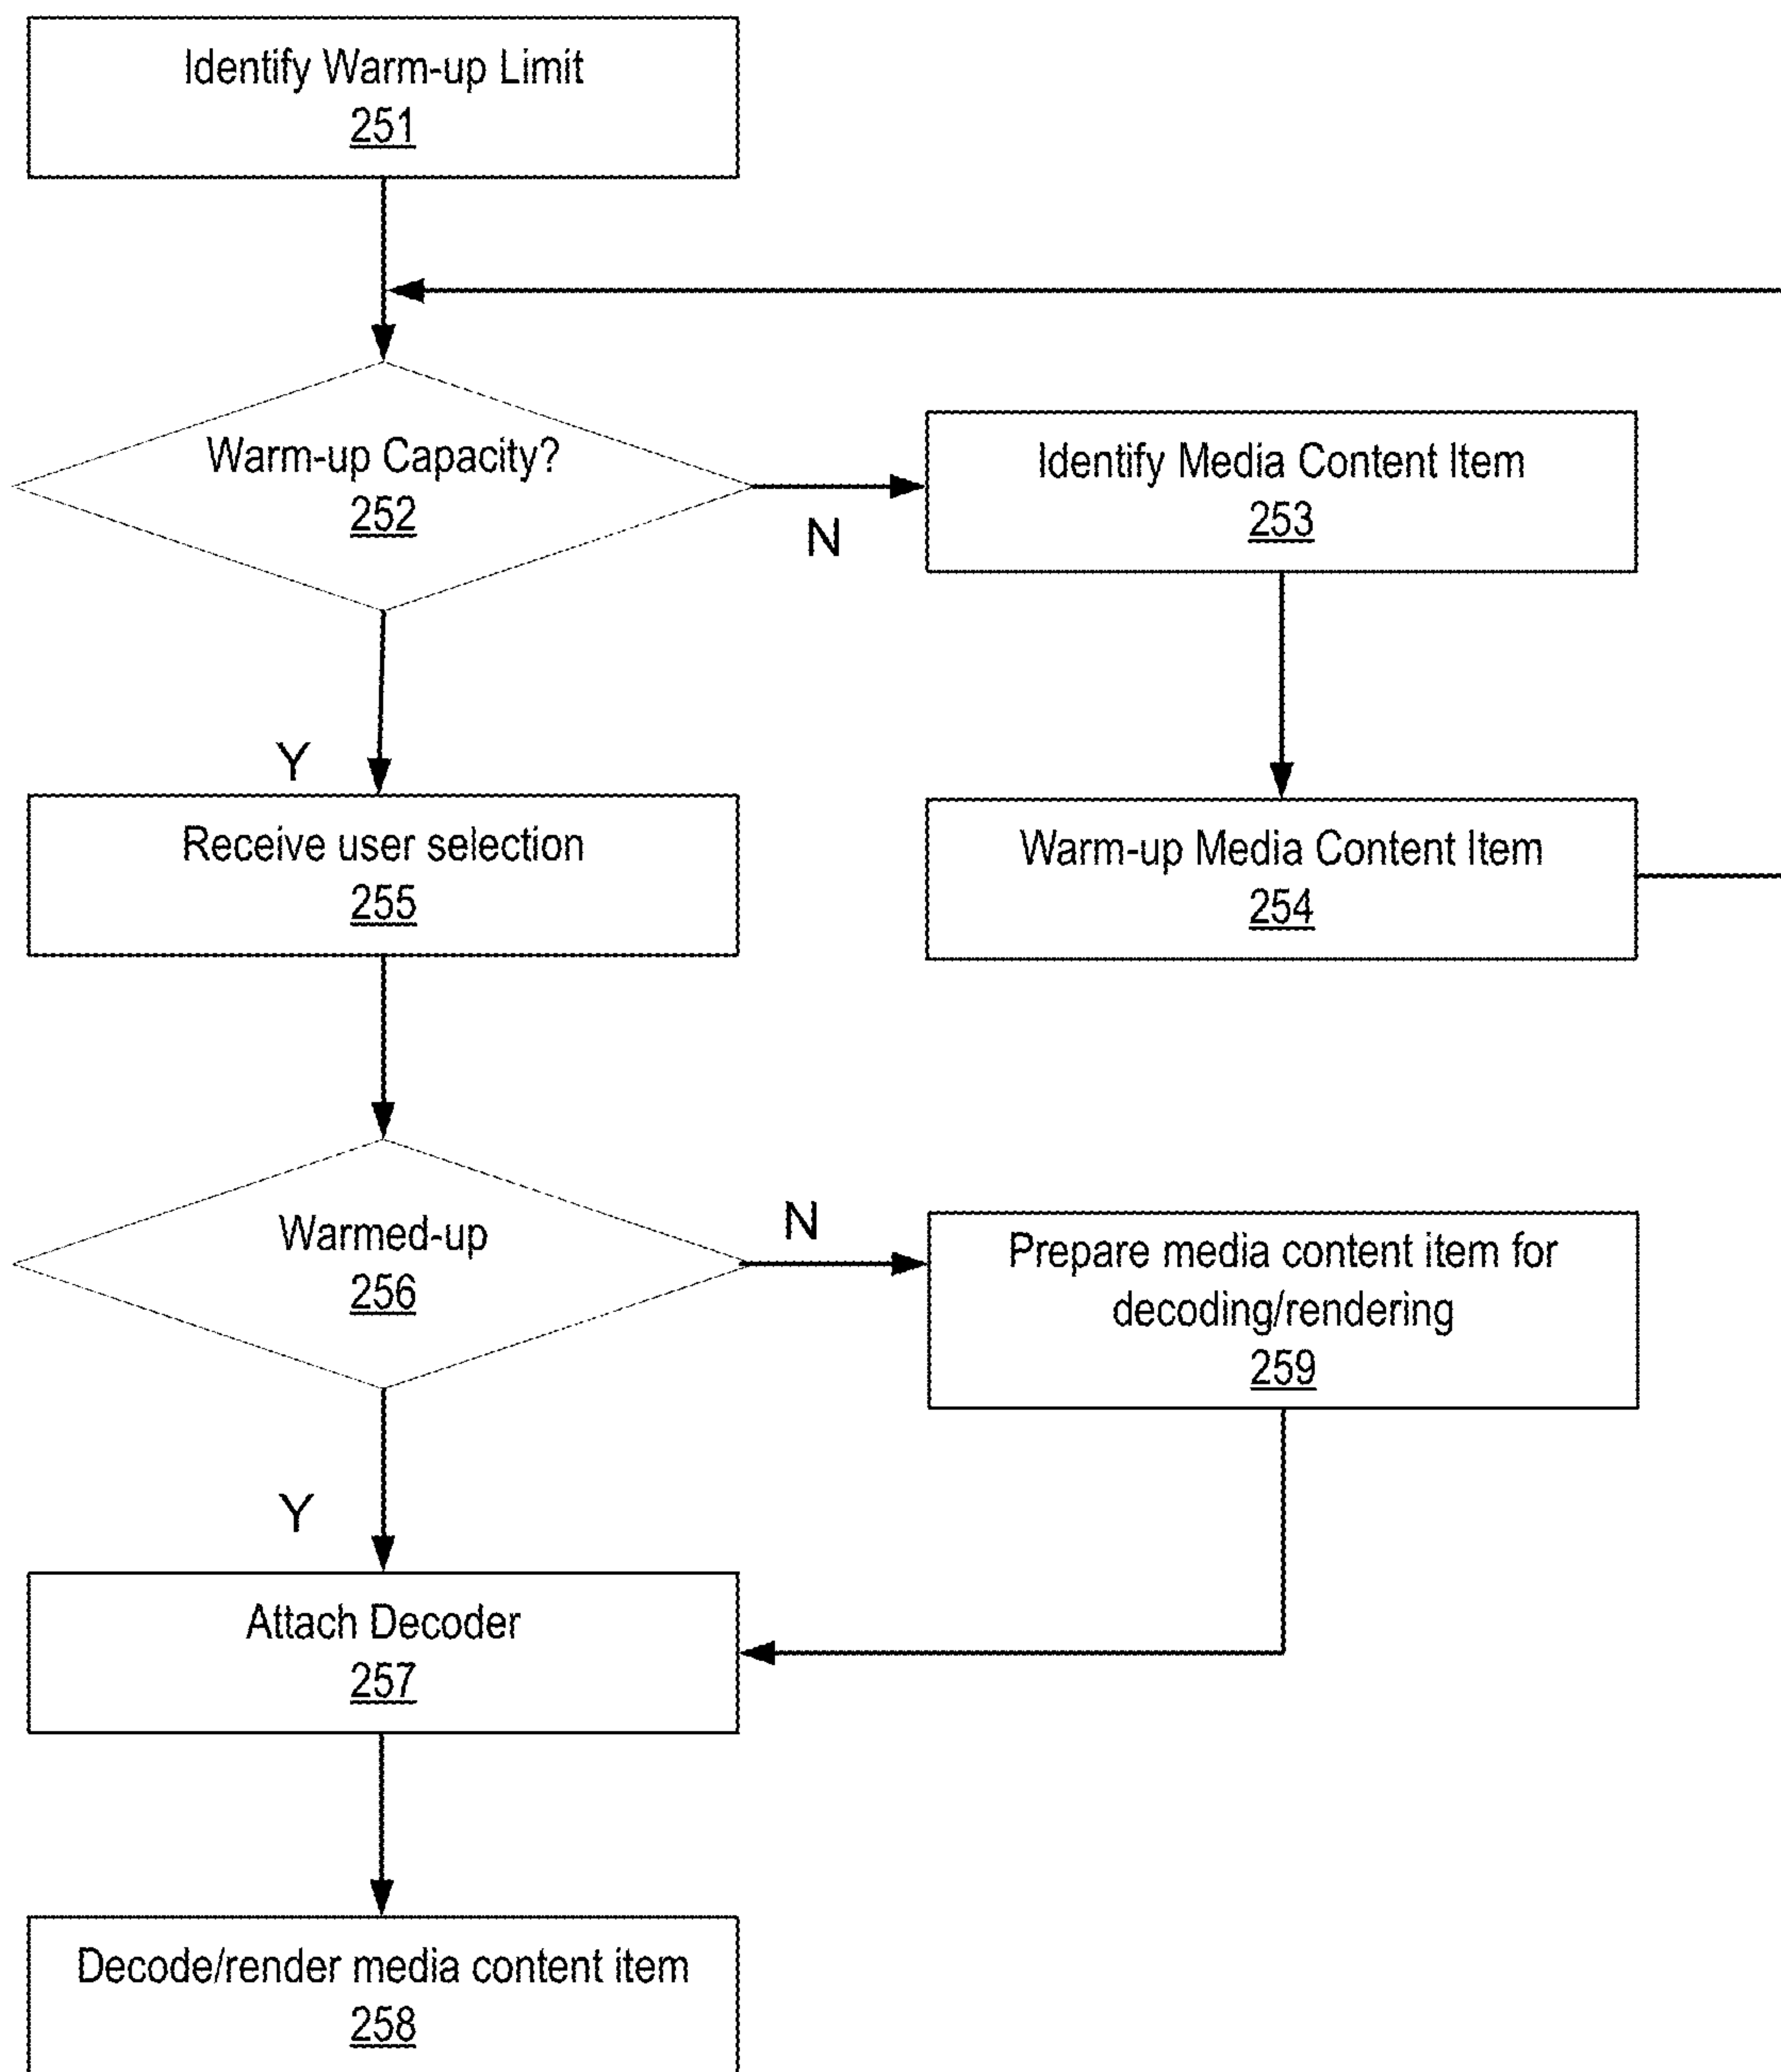 Identify Warm-up Limit
251
Warm-up Capacity?
252
N
Identify Media Content Item
253
Y
Receive user selection
255
Warm-up Media Content Item
254
Warmed-up
256
N
Prepare media content item for
decoding/rendering
259
Y
Attach Decoder
257
Decode/render media content item
258